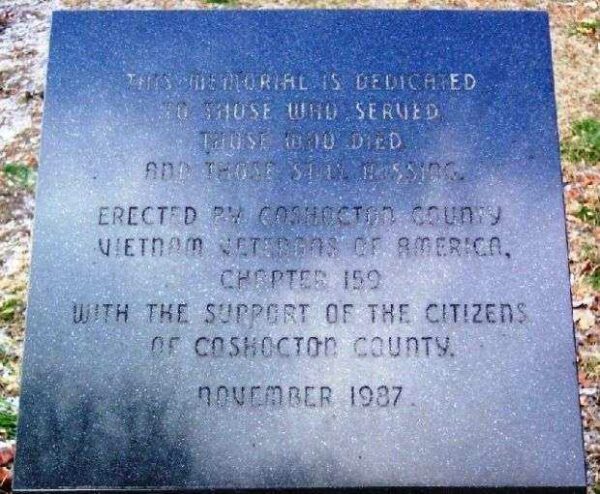 THIS MEMORIAL IS DEDICATED
TO THOSE WHO SERVED,
THOSE WHO DIED
AND THOSE STILL MISSING.
ERECTED BY COSHOCTON COUNTY
VIETNAM VETERANS OF AMERICA,
CHAPTER 159
WITH THE SUPPORT OF THE CITIZENS
OF COSHOCTON COUNTY.
NOVEMBER 1987